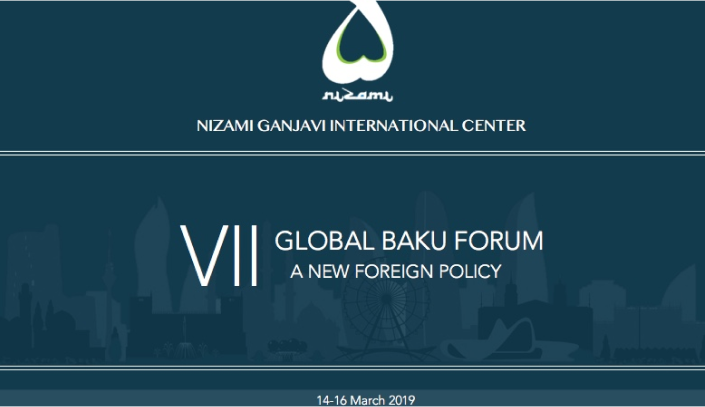 nizami
NIZAMI GANJAVI INTERNATIONAL CENTER
VII GLOBAL BAKU FORUM
A NEW FOREIGN POLICY
14-16 March 2019